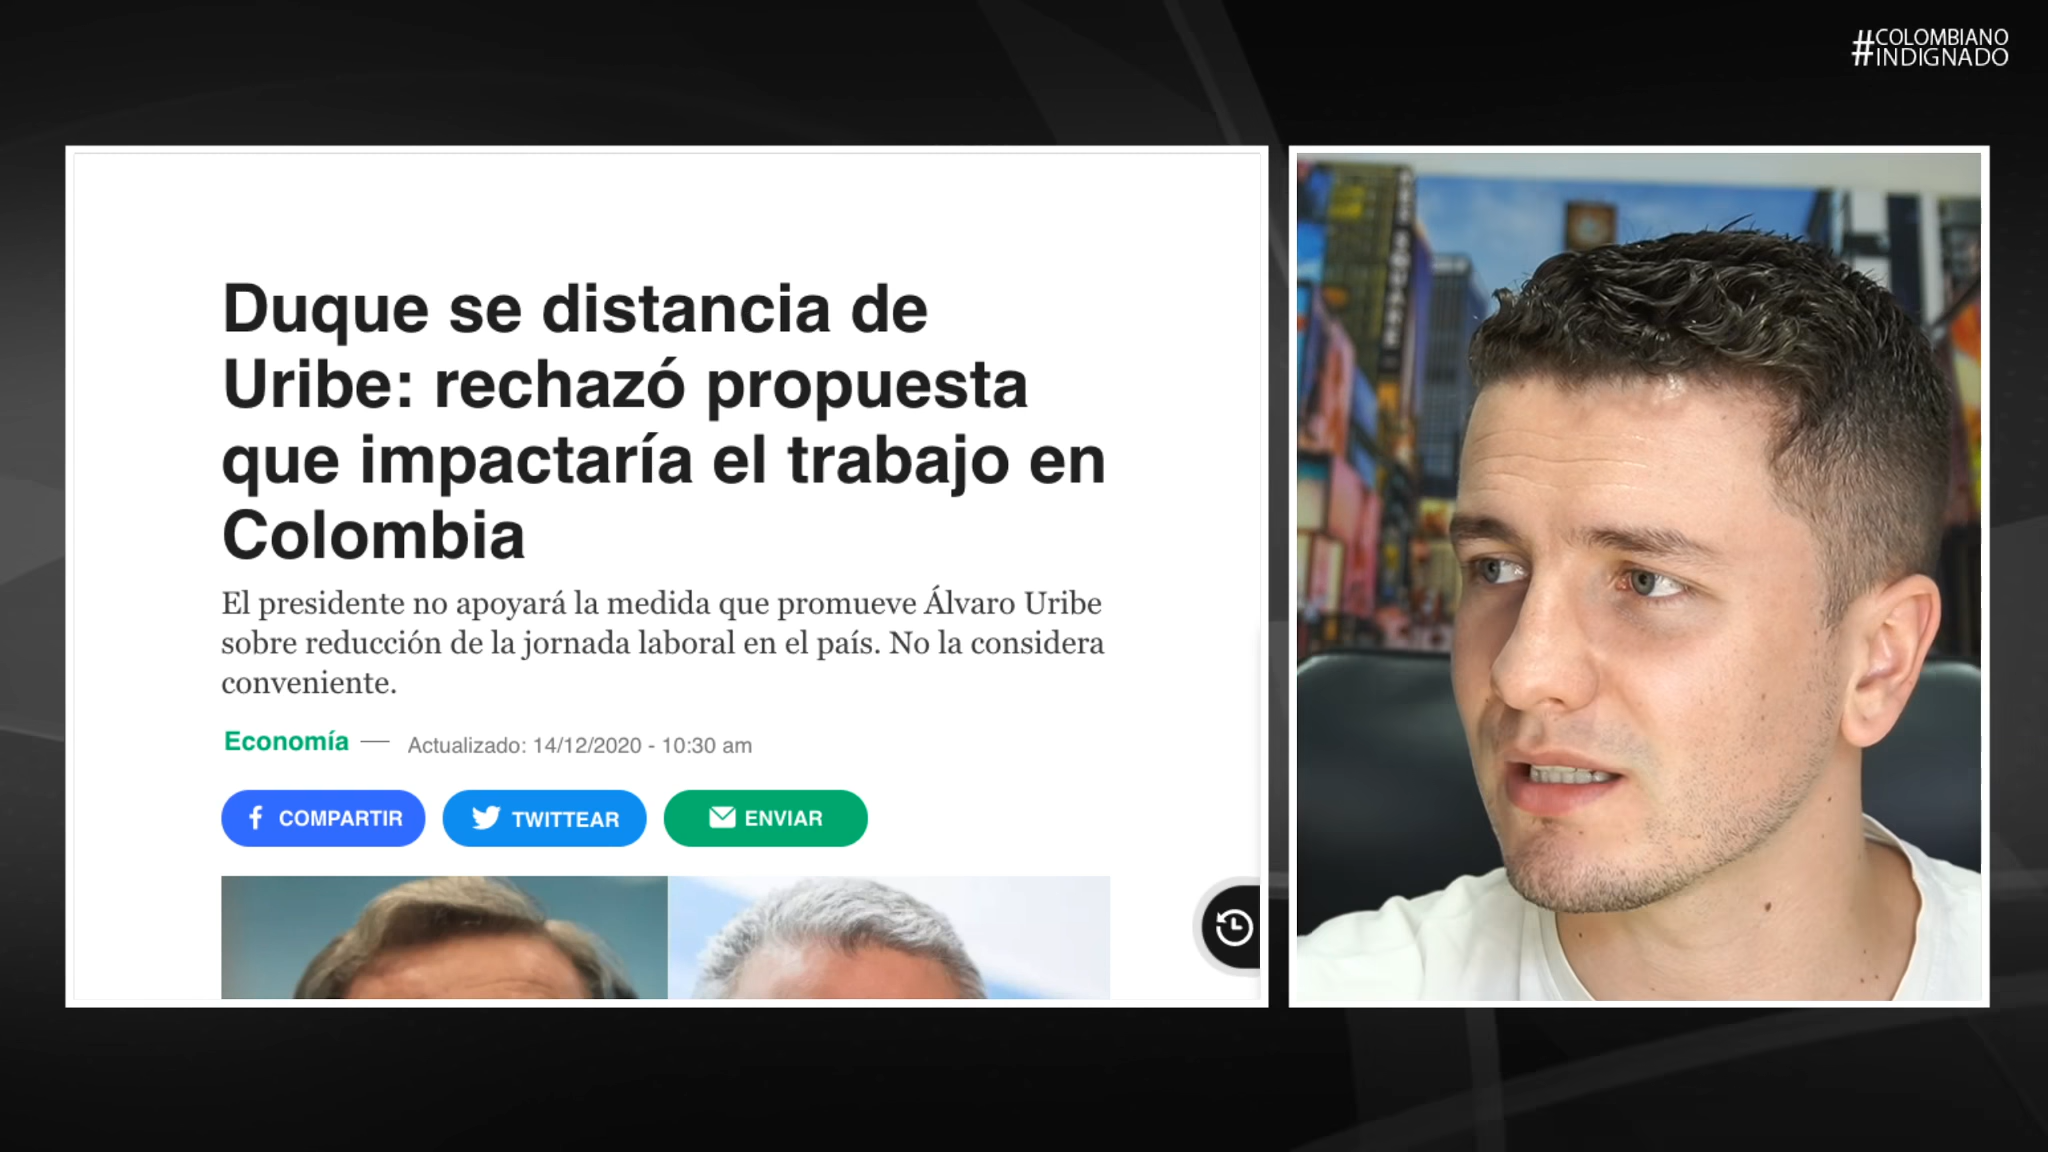 #COLOMBIANO
INDIGNADO
Duque se distancia de
Uribe: rechazó propuesta
que impactaría el trabajo en
Colombia
El presidente no apoyará la medida que promueve Álvaro Uribe
sobre reducción de la jornada laboral en el país. No la considera
conveniente.
Economía — Actualizado: 14/12/2020 - 10:30 am
COMPARTIR TWITTEAR ENVIAR